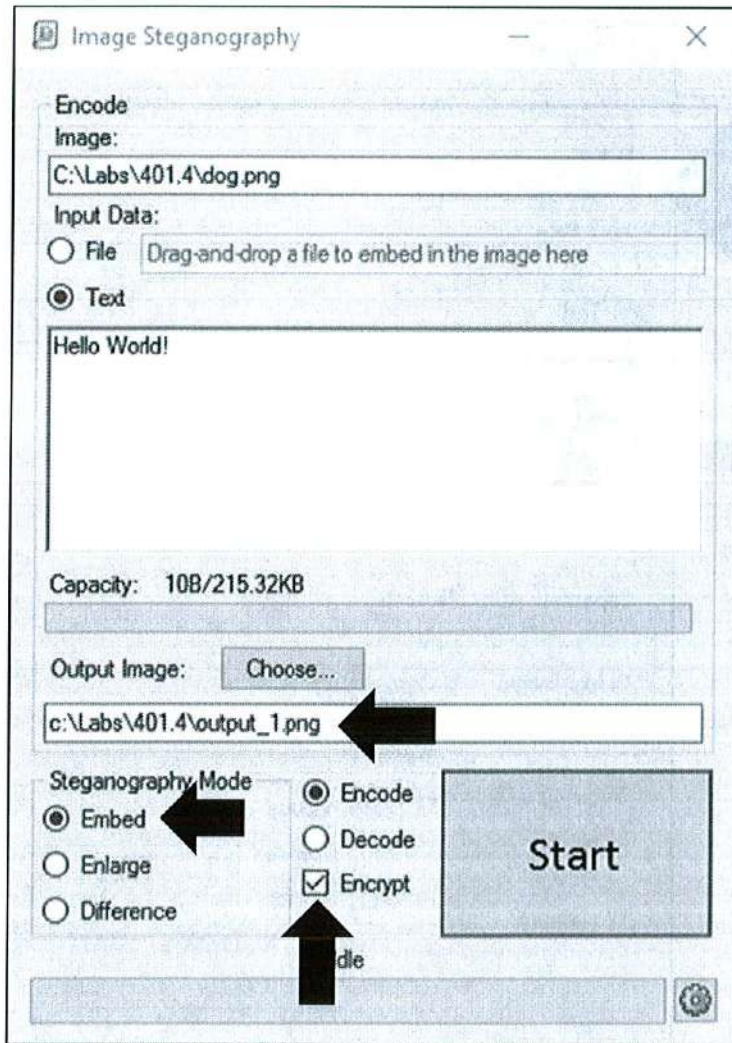 Image Steganography
Encode
Image:
C:\Labs\401.4\dog.png
Input Data:
File Drag-and-drop a file to embed in the image here
Text
Hello World!
Capacity: 10B/215.32KB
Output Image: Choose...
c:\Labs\401.4\output_1.png
Steganography Mode
Embed
Enlarge
Difference
Encode
Decode
Encrypt
Start
dle